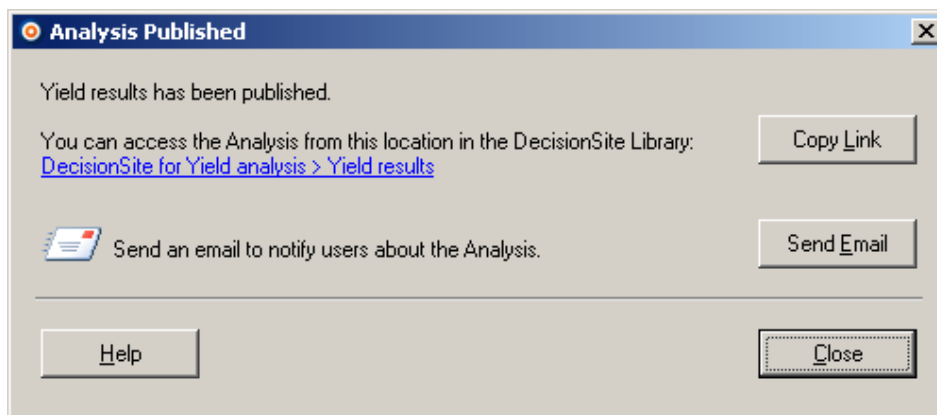 Analysis Published
Yield results has been published.
You can access the Analysis from this location in the DecisionSite Library:
DecisionSite for Yield analysis > Yield results
Copy Link
Send an email to notify users about the Analysis.
Send Email
Help
Close